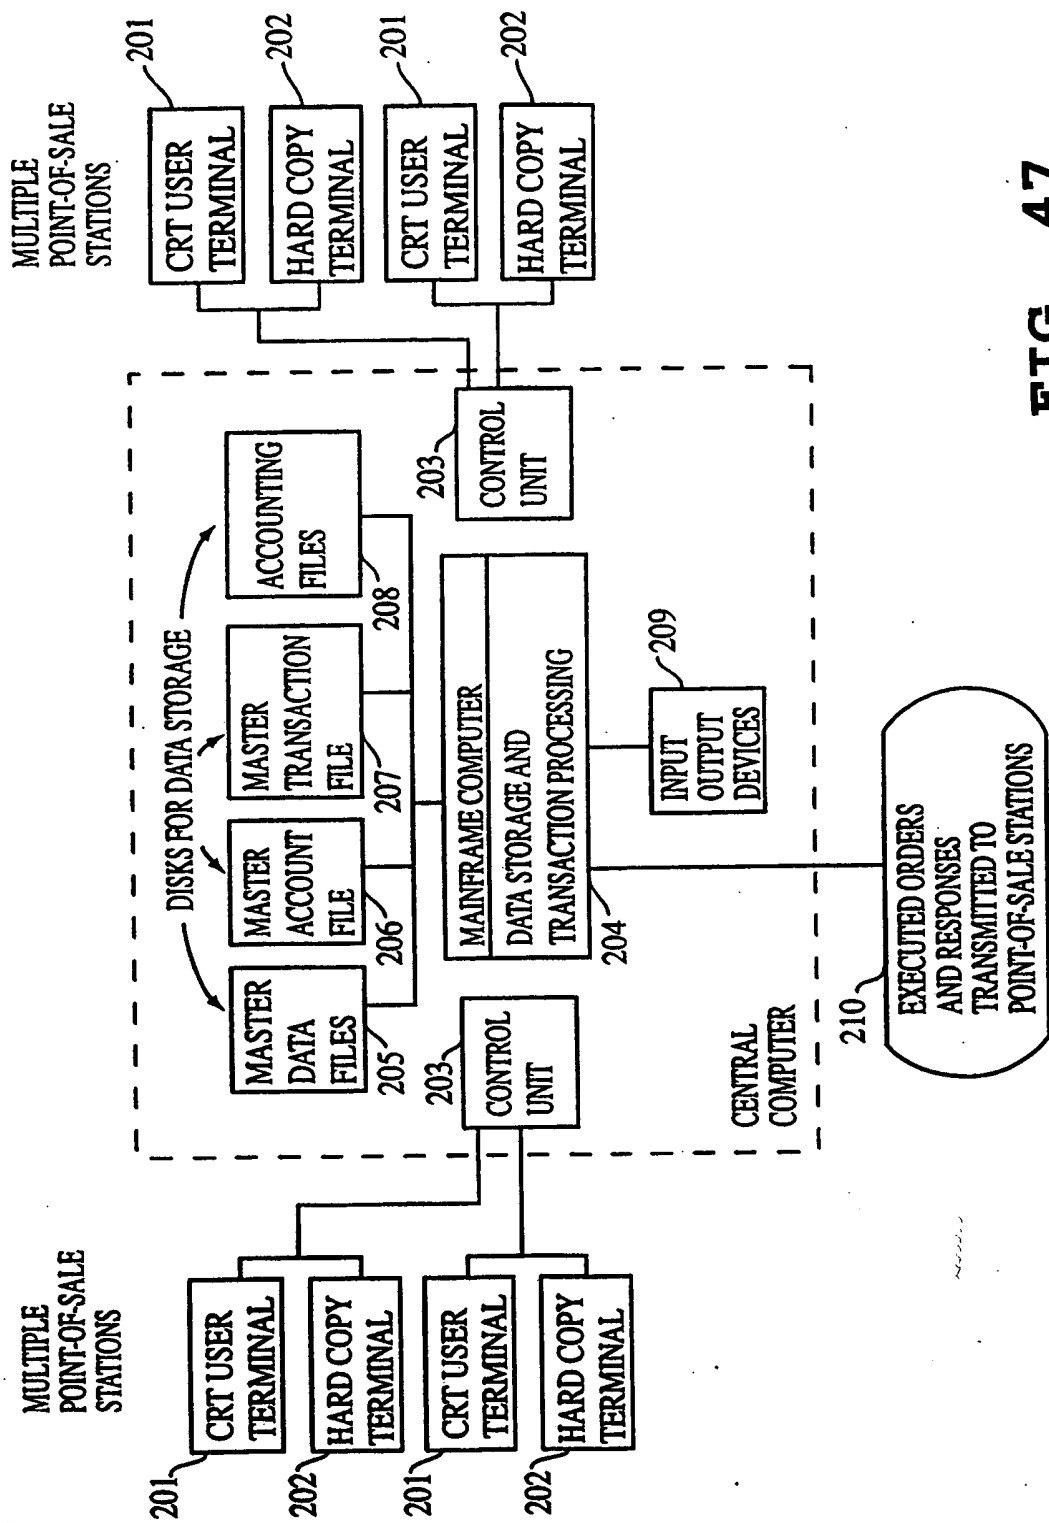 MULTIPLE
POINT-OF-SALE
STATIONS
CRT USER
TERMINAL
201
HARD COPY
TERMINAL
202
CRT USER
TERMINAL
201
HARD COPY
TERMINAL
202
DISKS FOR DATA STORAGE
MASTER
DATA
FILES
205
MASTER
ACCOUNT
FILE
206
MASTER
TRANSACTION
FILE
207
ACCOUNTING
FILES
208
203
CONTROL
UNIT
MAINFRAME COMPUTER
DATA STORAGE AND
TRANSACTION PROCESSING
204
203
CONTROL
UNIT
INPUT
OUTPUT
DEVICES
209
CENTRAL
COMPUTER
210
EXECUTED ORDERS
AND RESPONSES
TRANSMITTED TO
POINT-OF-SALE STATIONS
MULTIPLE
POINT-OF-SALE
STATIONS
CRT USER
TERMINAL
201
HARD COPY
TERMINAL
202
CRT USER
TERMINAL
201
HARD COPY
TERMINAL
202
FIG. 47